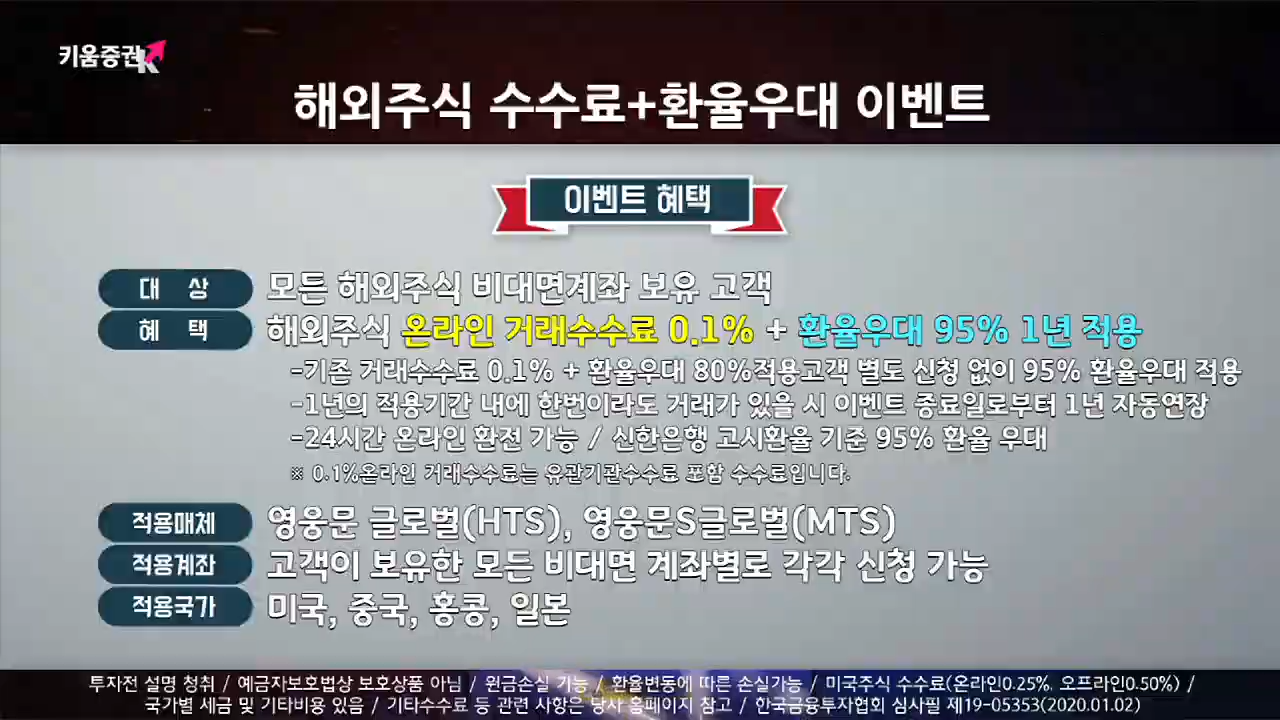 키움증권
해외주식 수수료+환율우대 이벤트
이벤트 혜택
대 상 모든 해외주식 비대면계좌 보유 고객
혜 택 해외주식 온라인 거래수수료 0.1% + 환율우대 95% 1년 적용
-기존 거래수수료 0.1% + 환율우대 80%적용고객 별도 신청 없이 95% 환율우대 적용
-1년의 적용기간 내에 한번이라도 거래가 있을 시 이벤트 종료일로부터 1년 자동연장
-24시간 온라인 환전 가능 / 신한은행 고시환율 기준 95% 환율 우대
※ 0.1%온라인 거래수수료는 유관기관수수료 포함 수수료입니다.
적용매체 영웅문 글로벌(HTS), 영웅문S글로벌(MTS)
적용계좌 고객이 보유한 모든 비대면 계좌별로 각각 신청 가능
적용국가 미국, 중국, 홍콩, 일본
투자전 설명 청취 / 예금자보호법상 보호상품 아님 / 원금손실 가능 / 환율변동에 따른 손실가능 / 미국주식 수수료(온라인0.25%, 오프라인0.50%) /
국가별 세금 및 기타비용 있음 / 기타수수료 등 관련 사항은 당사 홈페이지 참고 / 한국금융투자협회 심사필 제19-05353(2020.01.02)